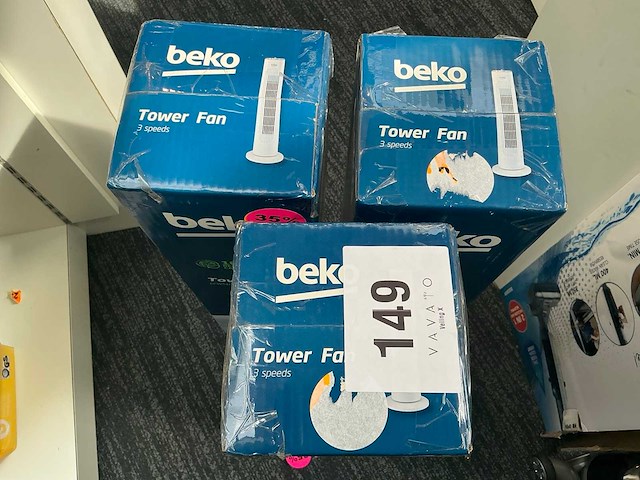 beko
Tower Fan
3 speeds
beko
Tower Fan
3 speeds
beko
35%
beko
Tower Fan
3 speeds
149
VAVATO
Veiling X